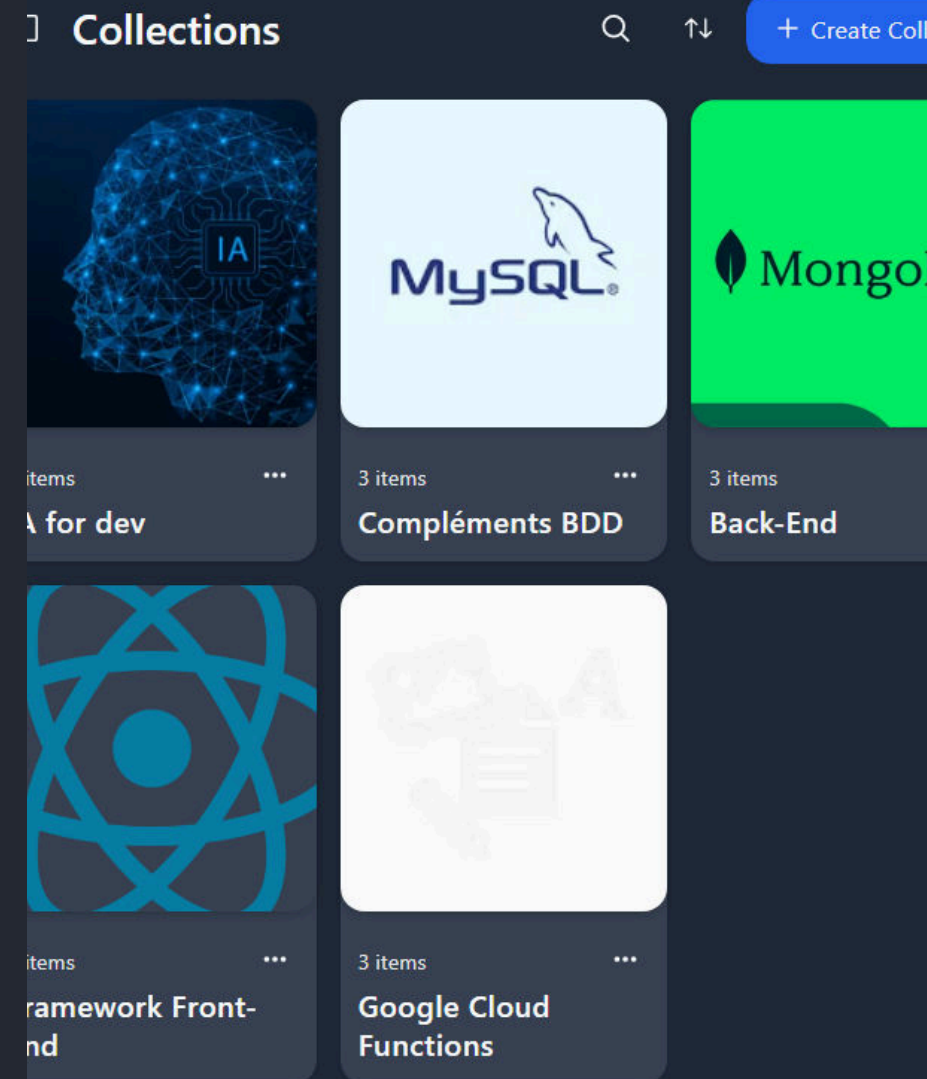 Collections
+ Create Coll
IA
MySQL®
Mongo
items
3 items
3 items
A for dev
Compléments BDD
Back-End
items
3 items
ramework Front-
nd
Google Cloud
Functions